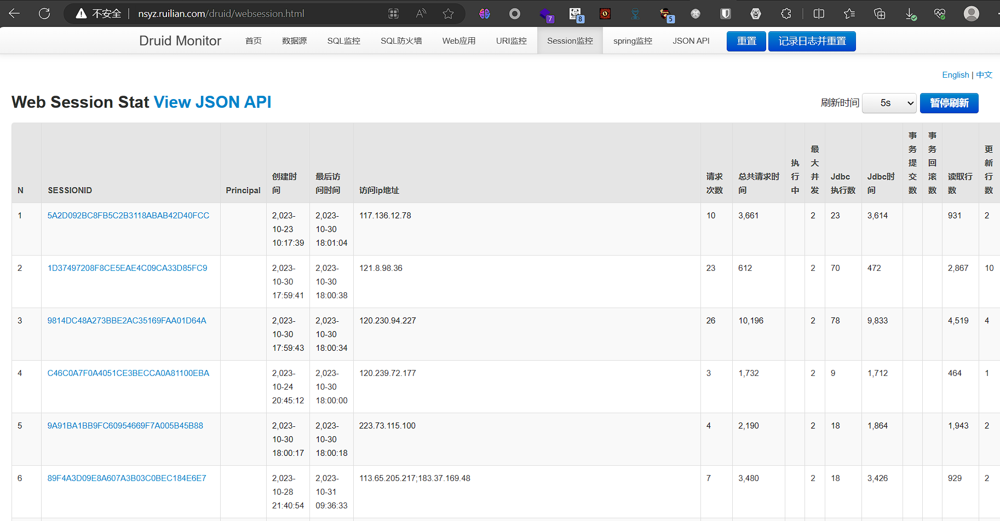 不安全 nsyz.ruilian.com/druid/websession.html
7 8 5
Druid Monitor 首页 数据源 SQL监控 SQL防火墙 Web应用 URI监控 Session监控 spring监控 JSON API 重置 记录日志并重置
English | 中文
Web Session Stat View JSON API 刷新时间 5s 暂停刷新
N SESSIONID Principal 创建时间 最后访问时间 访问ip地址 请求次数 总共请求时间 执行中 最大并发 Jdbc执行数 Jdbc时间 事务提交数 事务回滚数 读取行数 更新行数
1 5A2D092BC8FB5C2B3118ABAB42D40FCC 2,023-10-23 10:17:39 2,023-10-30 18:01:04 117.136.12.78 10 3,661 2 23 3,614 931 2
2 1D37497208F8CE5EAE4C09CA33D85FC9 2,023-10-30 17:59:41 2,023-10-30 18:00:38 121.8.98.36 23 612 2 70 472 2,867 10
3 9814DC48A273BBE2AC35169FAA01D64A 2,023-10-30 17:59:43 2,023-10-30 18:00:34 120.230.94.227 26 10,196 2 78 9,833 4,519 4
4 C46C0A7F0A4051CE3BECCA0A81100EBA 2,023-10-24 20:45:12 2,023-10-30 18:00:00 120.239.72.177 3 1,732 2 9 1,712 464 1
5 9A91BA1BB9FC60954669F7A005B45B88 2,023-10-30 18:00:17 2,023-10-30 18:00:18 223.73.115.100 4 2,190 2 18 1,864 1,943 2
6 89F4A3D09E8A607A3B03C0BEC184E6E7 2,023-10-28 21:40:54 2,023-10-31 09:36:33 113.65.205.217;183.37.169.48 7 3,480 2 18 3,426 929 2